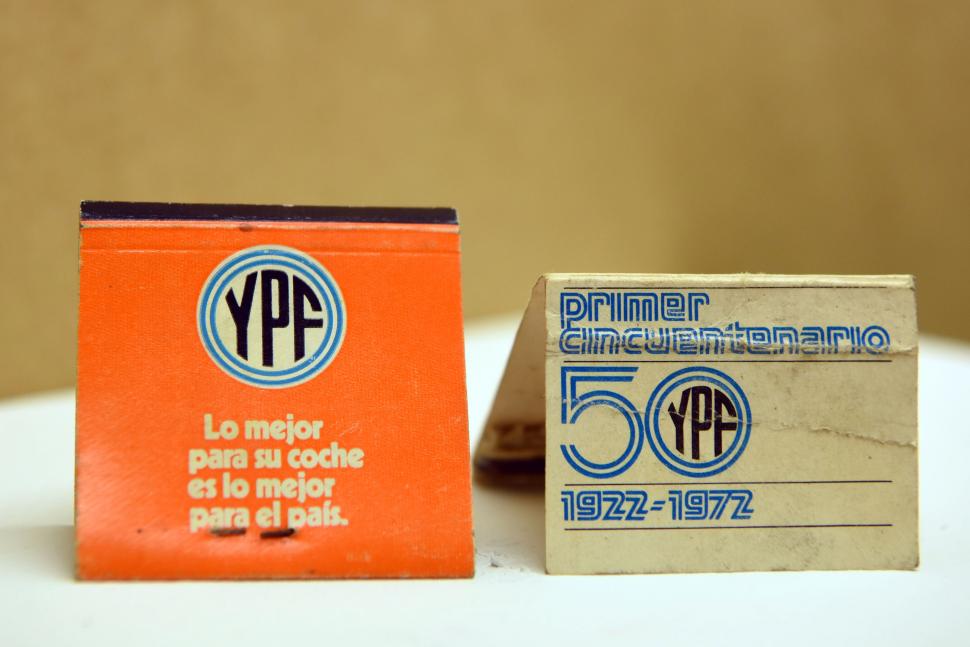 YPF
Lo mejor
para su coche
es lo mejor
para el país.
primer
cincuentenario
50
YPF
1922-1972